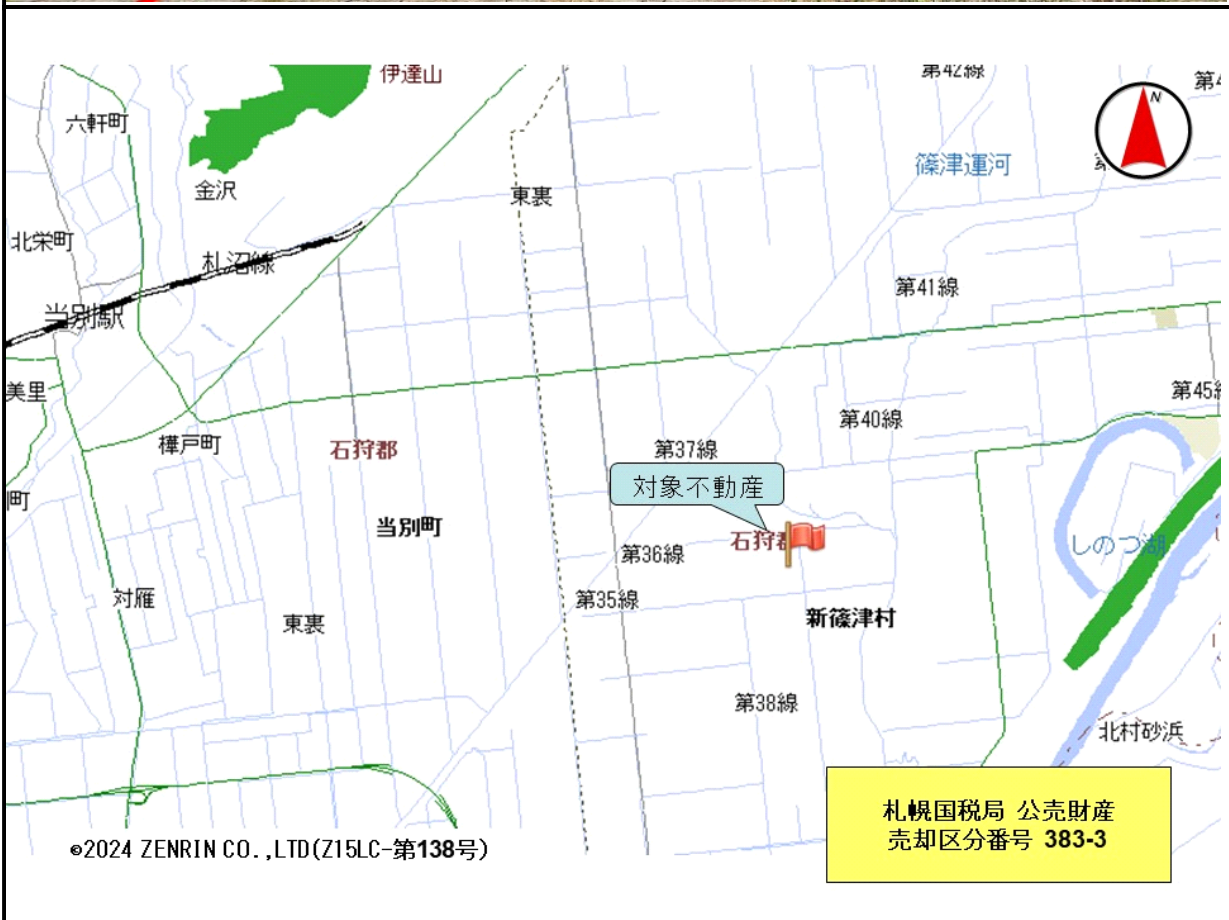 伊達山
第42線
六軒町
N
篠津運河
金沢
東裏
北栄町
札沼線
第41線
当別駅
美里
第45
第40線
樺戸町
石狩郡
第37線
対象不動産
町
当別町
石狩郡
第36線
しのつ湖
対雁
第35線
新篠津村
東裏
第38線
北村砂浜
札幌国税局 公売財産
売却区分番号 383-3
©2024 ZENRIN CO.,LTD(Z15LC-第138号)